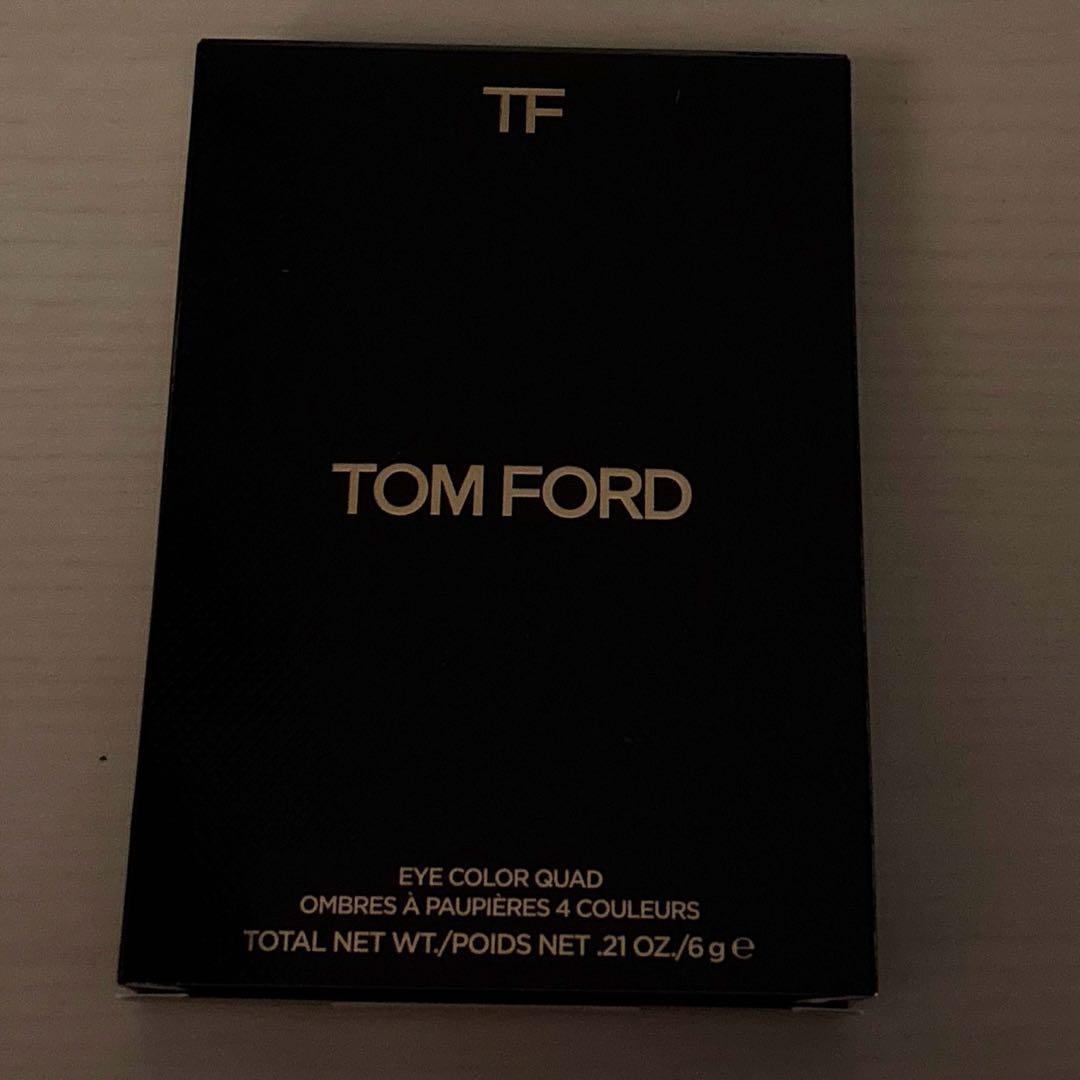 TF
TOM FORD
EYE COLOR QUAD
OMBRES À PAUPIÈRES 4 COULEURS
TOTAL NET WT./POIDS NET .21 OZ./6 g ℮